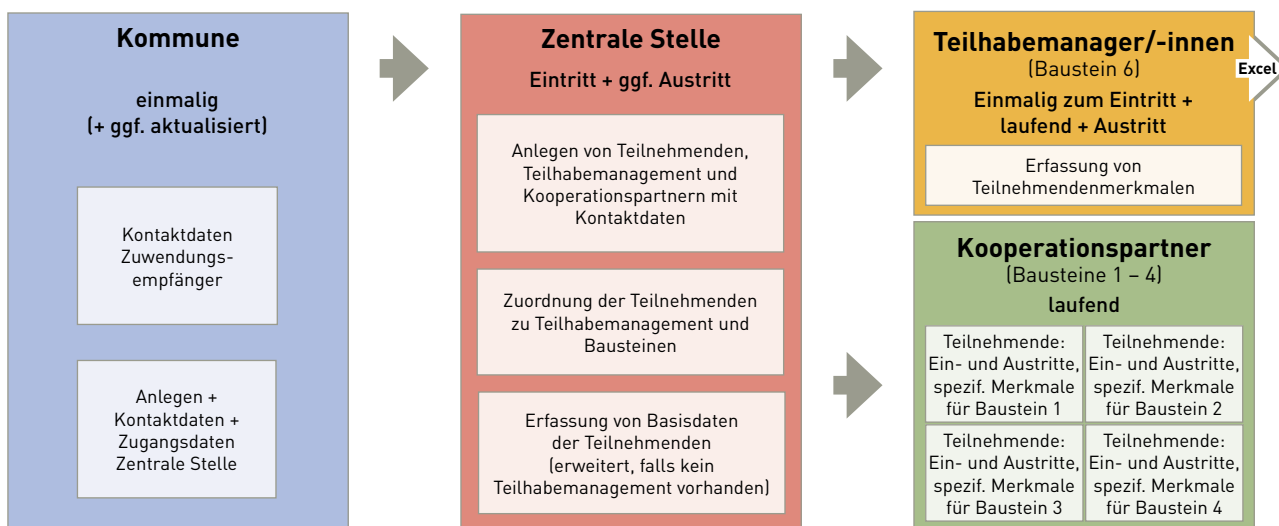 Kommune
einmalig
(+ ggf. aktualisiert)
Kontaktdaten
Zuwendungs-
empfänger
Anlegen +
Kontaktdaten +
Zugangsdaten
Zentrale Stelle
Zentrale Stelle
Eintritt + ggf. Austritt
Anlegen von Teilnehmenden,
Teilhabemanagement und
Kooperationspartnern mit
Kontaktdaten
Zuordnung der Teilnehmenden
zu Teilhabemanagement und
Bausteinen
Erfassung von Basisdaten
der Teilnehmenden
(erweitert, falls kein
Teilhabemanagement vorhanden)
Teilhabemanager/-innen
(Baustein 6)
Einmalig zum Eintritt +
laufend + Austritt
Erfassung von
Teilnehmendenmerkmalen
Excel
Kooperationspartner
(Bausteine 1 – 4)
laufend
Teilnehmende:
Ein- und Austritte,
spezif. Merkmale
für Baustein 1
Teilnehmende:
Ein- und Austritte,
spezif. Merkmale
für Baustein 2
Teilnehmende:
Ein- und Austritte,
spezif. Merkmale
für Baustein 3
Teilnehmende:
Ein- und Austritte,
spezif. Merkmale
für Baustein 4